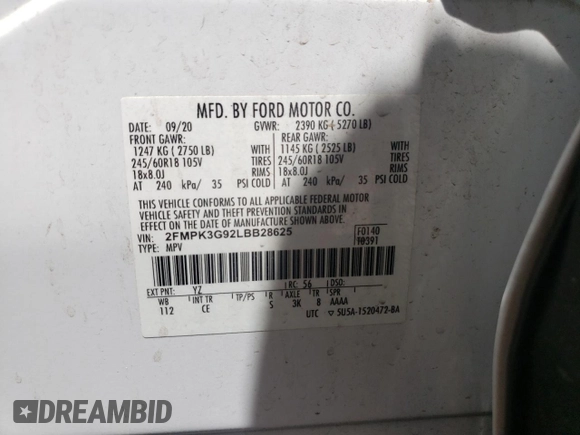 MFD. BY FORD MOTOR CO.
DATE: 09/20 GVWR: 2390 KG( 5270 LB)
FRONT GAWR: REAR GAWR:
1247 KG ( 2750 LB) WITH 1145 KG ( 2525 LB) WITH
245/60R18 105V TIRES 245/60R18 105V TIRES
18x8.0J RIMS 18x8.0J RIMS
AT 240 kPa/ 35 PSI COLD AT 240 kPa/ 35 PSI COLD
THIS VEHICLE CONFORMS TO ALL APPLICABLE FEDERAL MOTOR
VEHICLE SAFETY AND THEFT PREVENTION STANDARDS IN
EFFECT ON THE DATE OF MANUFACTURE SHOWN ABOVE.
VIN: 2FMPK3G92LBB28625 F0140
TYPE: MPV R0391
EXT PNT: YZ RC: 56 DSO:
WB INT TR TP/PS R AXLE TR SPR
112 CE S 3K 8 AAAA
UTC ▽ 5U5A-1520472-BA
DREAMBID